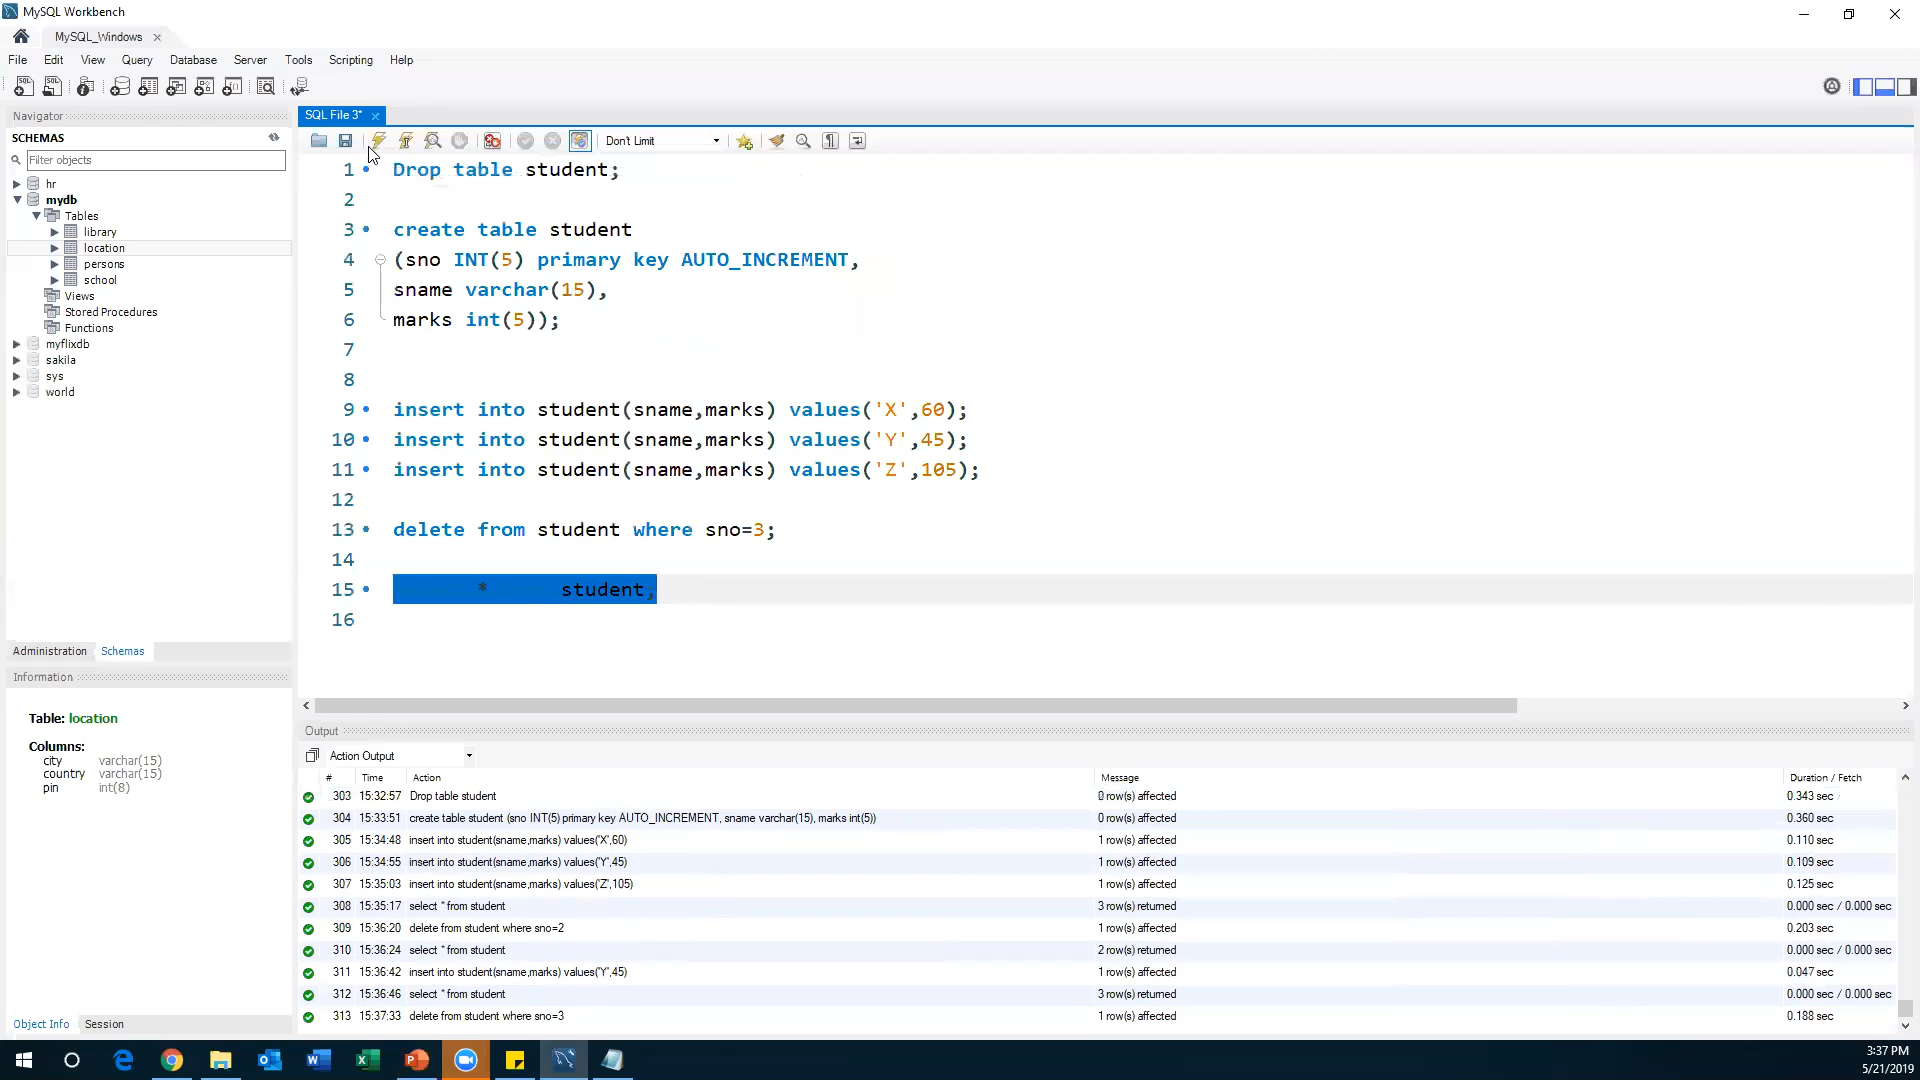 MySQL Workbench
MySQL_Windows
File Edit View Query Database Server Tools Scripting Help
Navigator
SCHEMAS
Filter objects
hr
mydb
Tables
library
location
persons
school
Views
Stored Procedures
Functions
myflixdb
sakila
sys
world
Administration Schemas
Information
Table: location
Columns:
city varchar(15)
country varchar(15)
pin int(8)
Object Info Session
SQL File 3*
Don't Limit
1 Drop table student;
2
3 create table student
4 (sno INT(5) primary key AUTO_INCREMENT,
5 sname varchar(15),
6 marks int(5));
7
8
9 insert into student(sname,marks) values('X',60);
10 insert into student(sname,marks) values('Y',45);
11 insert into student(sname,marks) values('Z',105);
12
13 delete from student where sno=3;
14
15 * student;
16
Output
Action Output
# Time Action Message Duration / Fetch
303 15:32:57 Drop table student 0 row(s) affected 0.343 sec
304 15:33:51 create table student (sno INT(5) primary key AUTO_INCREMENT, sname varchar(15), marks int(5)) 0 row(s) affected 0.360 sec
305 15:34:48 insert into student(sname,marks) values('X',60) 1 row(s) affected 0.110 sec
306 15:34:55 insert into student(sname,marks) values('Y',45) 1 row(s) affected 0.109 sec
307 15:35:03 insert into student(sname,marks) values('Z',105) 1 row(s) affected 0.125 sec
308 15:35:17 select * from student 3 row(s) returned 0.000 sec / 0.000 sec
309 15:36:20 delete from student where sno=2 1 row(s) affected 0.203 sec
310 15:36:24 select * from student 2 row(s) returned 0.000 sec / 0.000 sec
311 15:36:42 insert into student(sname,marks) values('Y',45) 1 row(s) affected 0.047 sec
312 15:36:46 select * from student 3 row(s) returned 0.000 sec / 0.000 sec
313 15:37:33 delete from student where sno=3 1 row(s) affected 0.188 sec
3:37 PM
5/21/2019